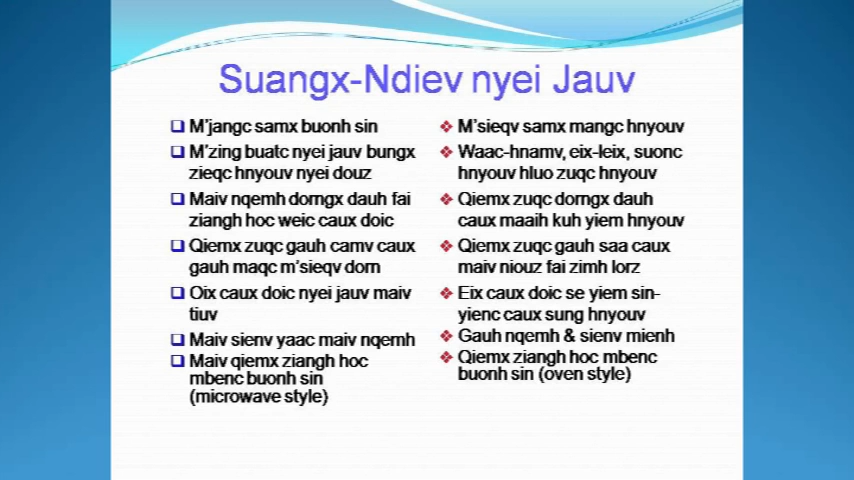 Suangx-Ndiev nyei Jauv
M'jangc samx buonh sin
M'zing buatc nyei jauv bungx
zieqc hnyouv nyei douz
Maiv nqemh dorngx dauh fai
ziangh hoc weic caux doic
Qiemx zuqc gauh camv caux
gauh maqc m'sieqv dorn
Oix caux doic nyei jauv maiv
tiuv
Maiv sienv yaac maiv nqemh
Maiv qiemx ziangh hoc
mbenc buonh sin
(microwave style)
M'sieqv samx mangc hnyouv
Waac-hnamv, eix-leix, suonc
hnyouv hluo zuqc hnyouv
Qiemx zuqc dorngx dauh
caux maaih kuh yiem hnyouv
Qiemx zuqc gauh saa caux
maiv niouz fai zimh lorz
Eix caux doic se yiem sin-
yienc caux sung hnyouv
Gauh nqemh & sienv mienh
Qiemx ziangh hoc mbenc
buonh sin (oven style)